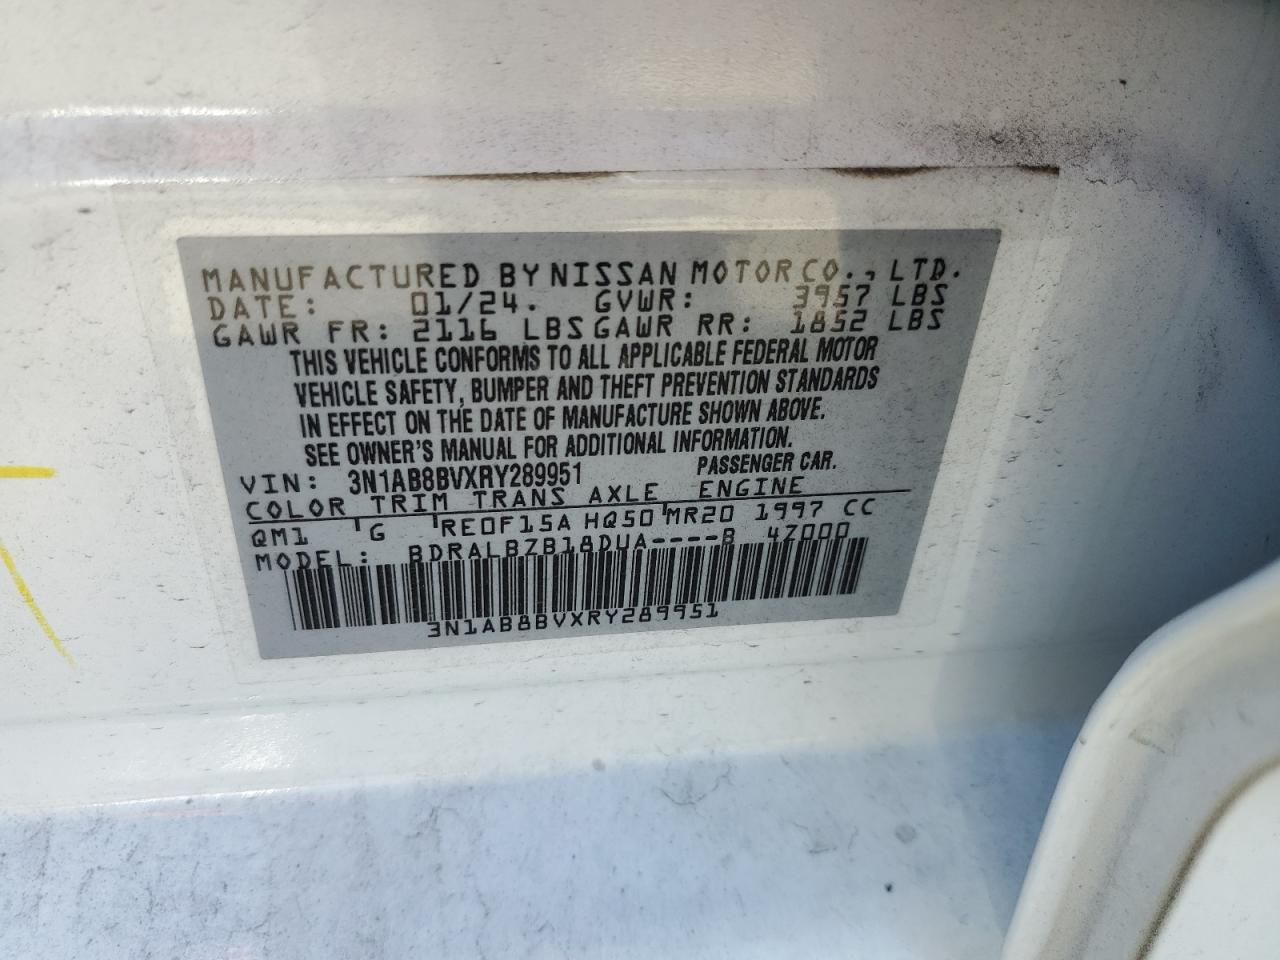 MANUFACTURED BY NISSAN MOTOR CO., LTD.
DATE: 01/24. GVWR: 3957 LBS
GAWR FR: 2116 LBS GAWR RR: 1852 LBS
THIS VEHICLE CONFORMS TO ALL APPLICABLE FEDERAL MOTOR
VEHICLE SAFETY, BUMPER AND THEFT PREVENTION STANDARDS
IN EFFECT ON THE DATE OF MANUFACTURE SHOWN ABOVE.
SEE OWNER'S MANUAL FOR ADDITIONAL INFORMATION.
VIN: 3N1AB8BVXRY289951 PASSENGER CAR.
COLOR TRIM TRANS AXLE ENGINE
QM1 G RE0F15A HQ50 MR20 1997 CC
MODEL: BDRALBZB18DUA----B 4Z000
3N1AB8BVXRY289951